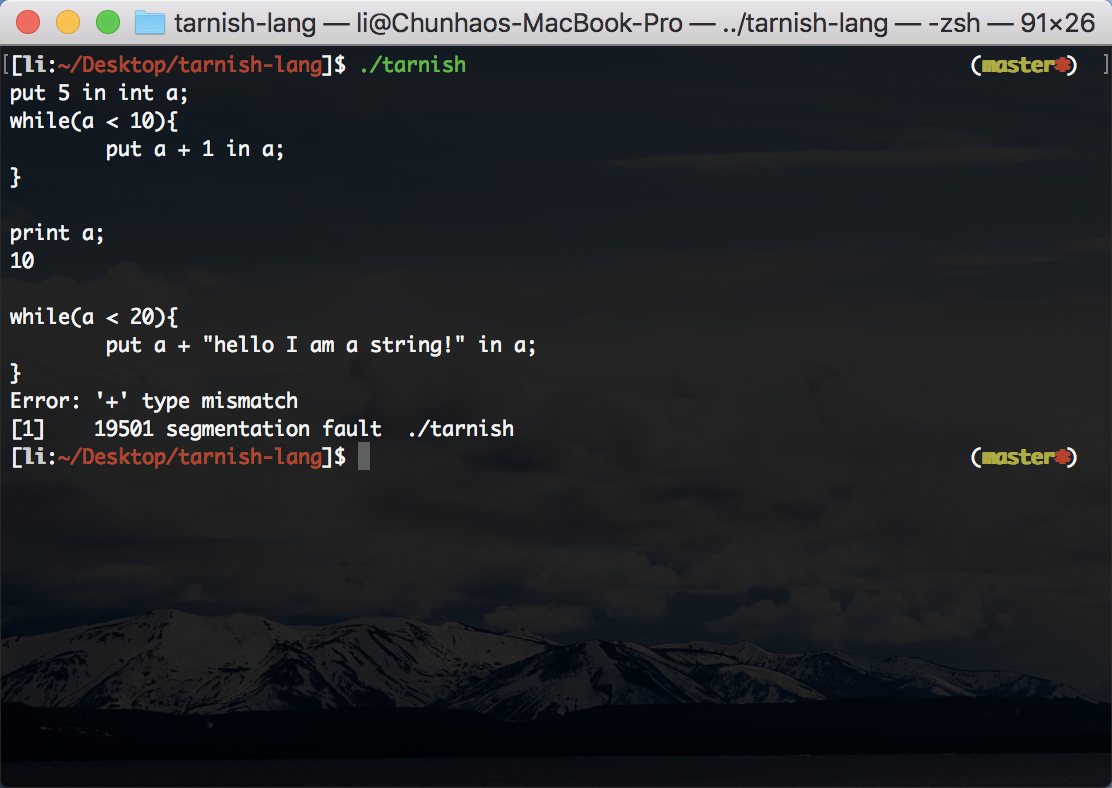 tarnish-lang — li@Chunhaos-MacBook-Pro — ../tarnish-lang — -zsh — 91×26
[[li:~/Desktop/tarnish-lang]$ ./tarnish (master*) ]
put 5 in int a;
while(a < 10){
        put a + 1 in a;
}
print a;
10
while(a < 20){
        put a + "hello I am a string!" in a;
}
Error: '+' type mismatch
[1]    19501 segmentation fault  ./tarnish
[li:~/Desktop/tarnish-lang]$ (master*)